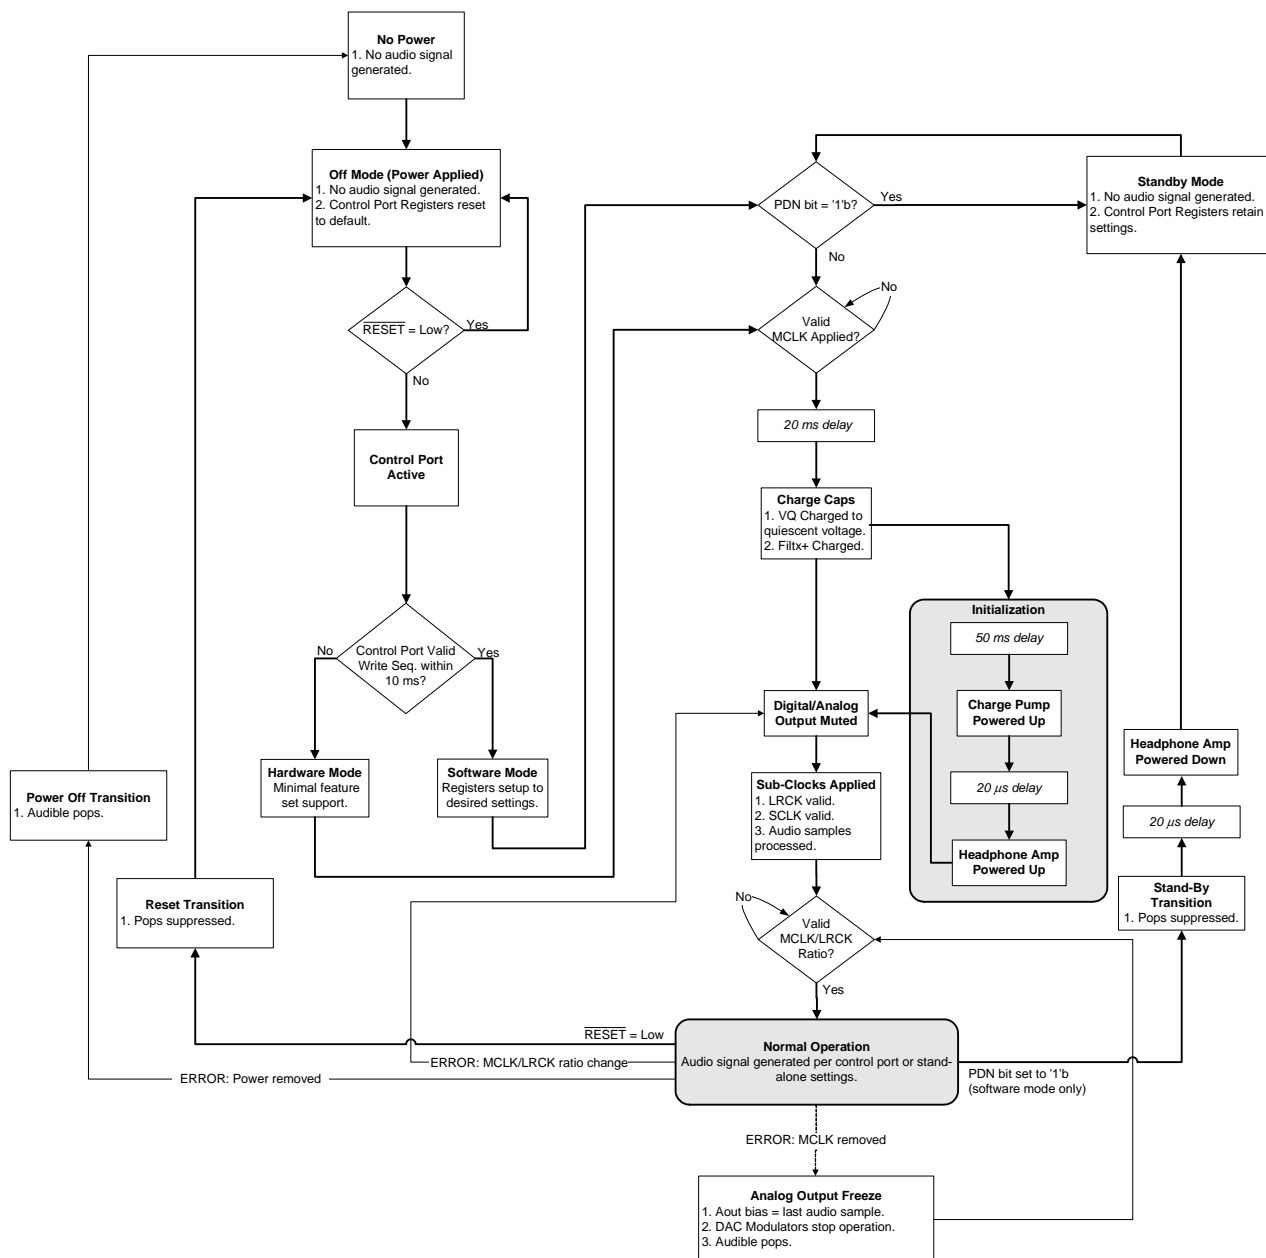 No Power
1. No audio signal
generated.
Off Mode (Power Applied)
1. No audio signal generated.
2. Control Port Registers reset
to default.
RESET = Low?
Yes
No
Control Port
Active
Control Port Valid
Write Seq. within
10 ms?
No
Yes
Hardware Mode
Minimal feature
set support.
Software Mode
Registers setup to
desired settings.
Power Off Transition
1. Audible pops.
Reset Transition
1. Pops suppressed.
PDN bit = '1'b?
Yes
No
Standby Mode
1. No audio signal generated.
2. Control Port Registers retain
settings.
Valid
MCLK Applied?
No
20 ms delay
Charge Caps
1. VQ Charged to
quiescent voltage.
2. Filtx+ Charged.
Initialization
50 ms delay
Charge Pump
Powered Up
20 µs delay
Headphone Amp
Powered Up
Digital/Analog
Output Muted
Sub-Clocks Applied
1. LRCK valid.
2. SCLK valid.
3. Audio samples
processed.
No
Valid
MCLK/LRCK
Ratio?
Yes
Headphone Amp
Powered Down
20 µs delay
Stand-By
Transition
1. Pops suppressed.
RESET = Low
ERROR: MCLK/LRCK ratio change
ERROR: Power removed
Normal Operation
Audio signal generated per control port or stand-
alone settings.
PDN bit set to '1'b
(software mode only)
ERROR: MCLK removed
Analog Output Freeze
1. Aout bias = last audio sample.
2. DAC Modulators stop operation.
3. Audible pops.